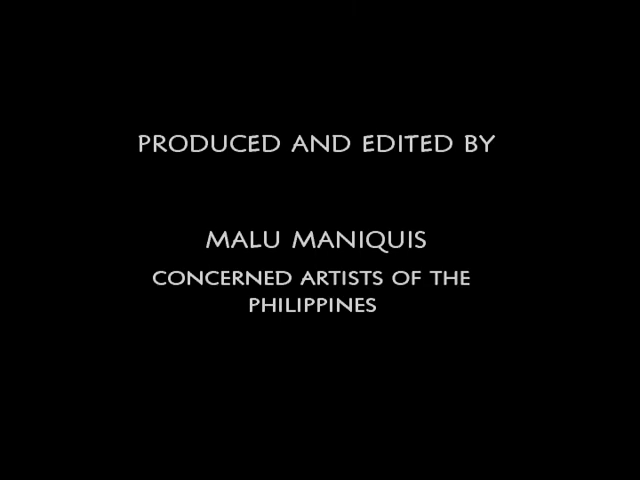 PRODUCED AND EDITED BY
MALU MANIQUIS
CONCERNED ARTISTS OF THE
PHILIPPINES